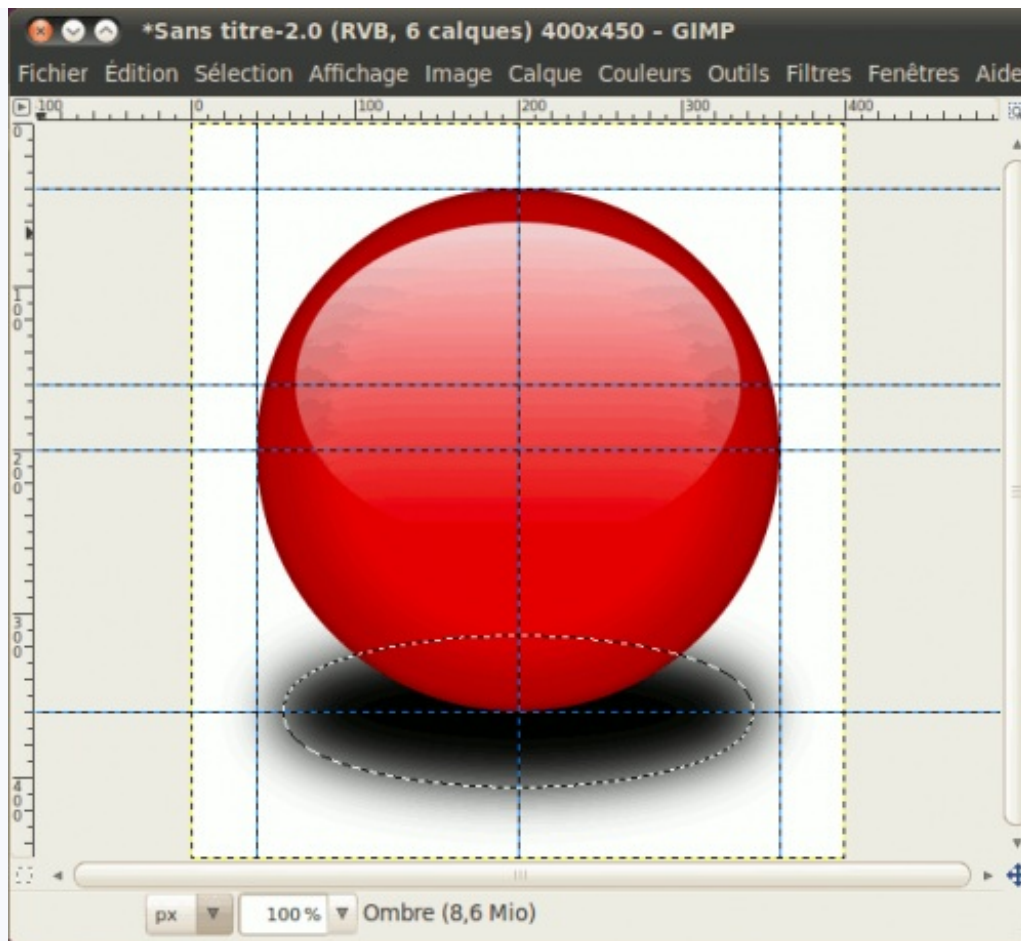 *Sans titre-2.0 (RVB, 6 calques) 400x450 – GIMP
Fichier Édition Sélection Affichage Image Calque Couleurs Outils Filtres Fenêtres Aide
100 0 100 200 300 400
0
100
200
300
400
px 100 % Ombre (8,6 Mio)